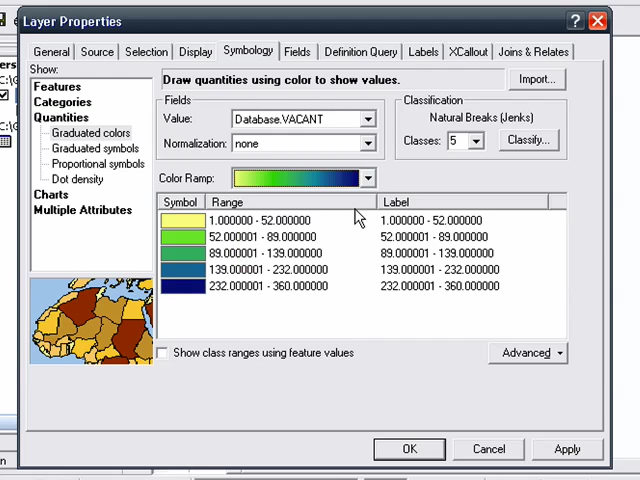 Layer Properties
General Source Selection Display Symbology Fields Definition Query Labels XCallout Joins & Relates
Show:
Features
Categories
Quantities
Graduated colors
Graduated symbols
Proportional symbols
Dot density
Charts
Multiple Attributes
Draw quantities using color to show values.
Import...
Fields
Value: Database.VACANT
Normalization: none
Classification
Natural Breaks (Jenks)
Classes: 5 Classify...
Color Ramp:
Symbol Range Label
1.000000 - 52.000000 1.000000 - 52.000000
52.000001 - 89.000000 52.000001 - 89.000000
89.000001 - 139.000000 89.000001 - 139.000000
139.000001 - 232.000000 139.000001 - 232.000000
232.000001 - 360.000000 232.000001 - 360.000000
Show class ranges using feature values
Advanced
OK Cancel Apply